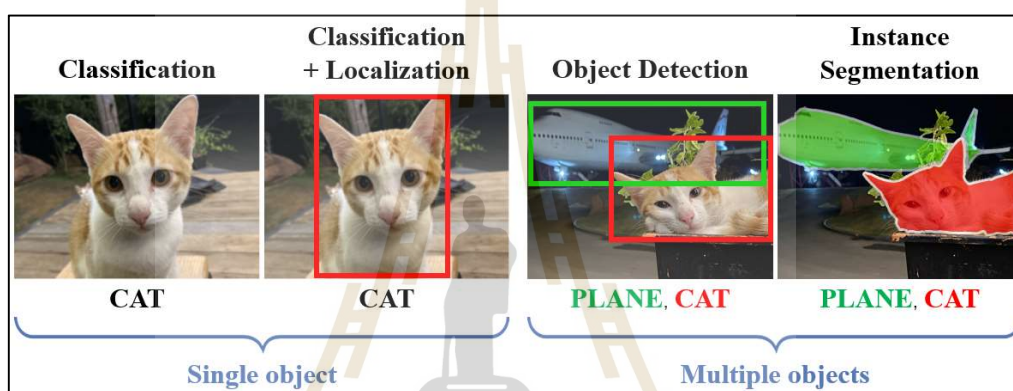 Classification
Classification
+ Localization
Object Detection
Instance
Segmentation
CAT
CAT
PLANE, CAT
PLANE, CAT
Single object
Multiple objects